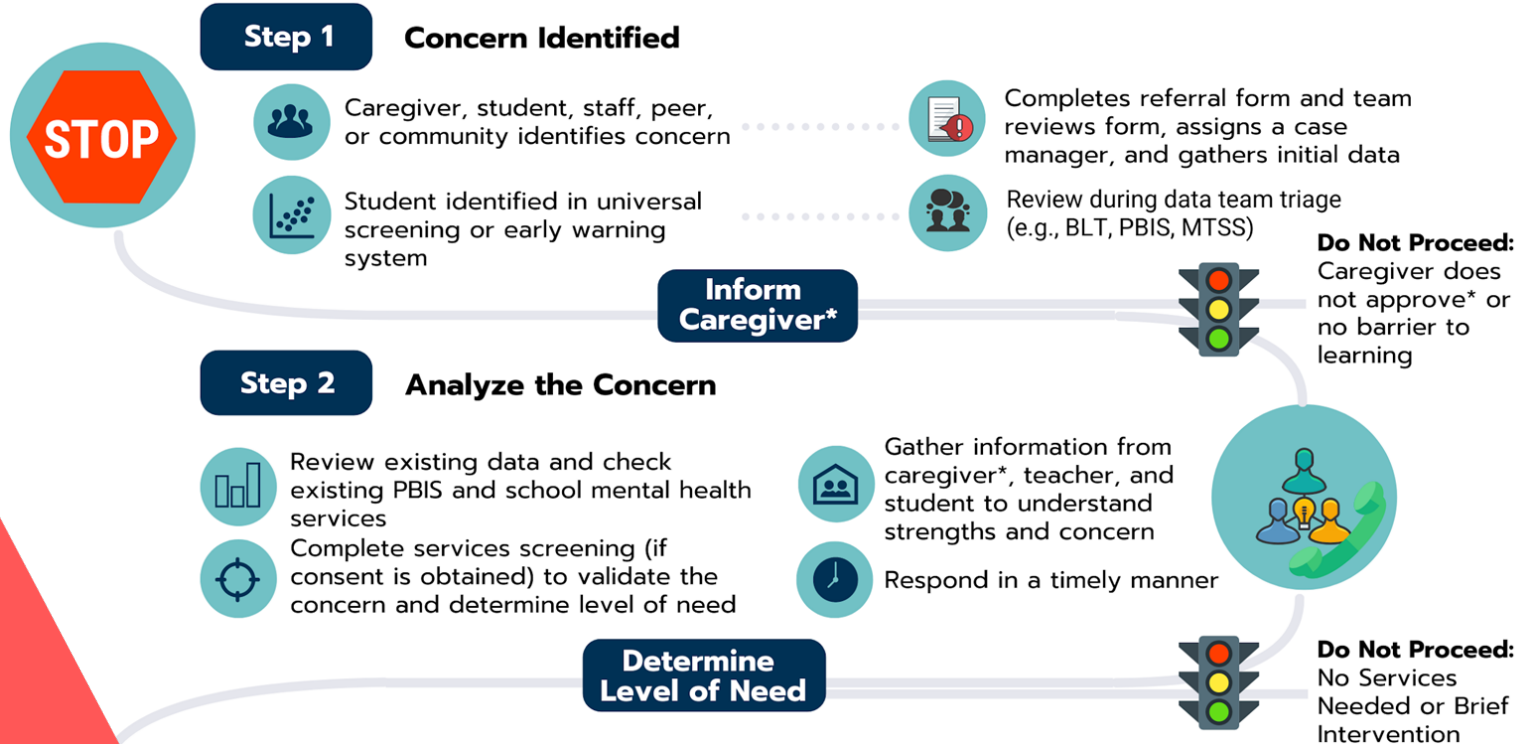 Step 1
Concern Identified
STOP
Caregiver, student, staff, peer,
or community identifies concern
Completes referral form and team
reviews form, assigns a case
manager, and gathers initial data
Student identified in universal
screening or early warning
system
Review during data team triage
(e.g., BLT, PBIS, MTSS)
Inform
Caregiver*
Do Not Proceed:
Caregiver does
not approve* or
no barrier to
learning
Step 2
Analyze the Concern
Review existing data and check
existing PBIS and school mental health
services
Gather information from
caregiver*, teacher, and
student to understand
strengths and concern
Complete services screening (if
consent is obtained) to validate the
concern and determine level of need
Respond in a timely manner
Determine
Level of Need
Do Not Proceed:
No Services
Needed or Brief
Intervention